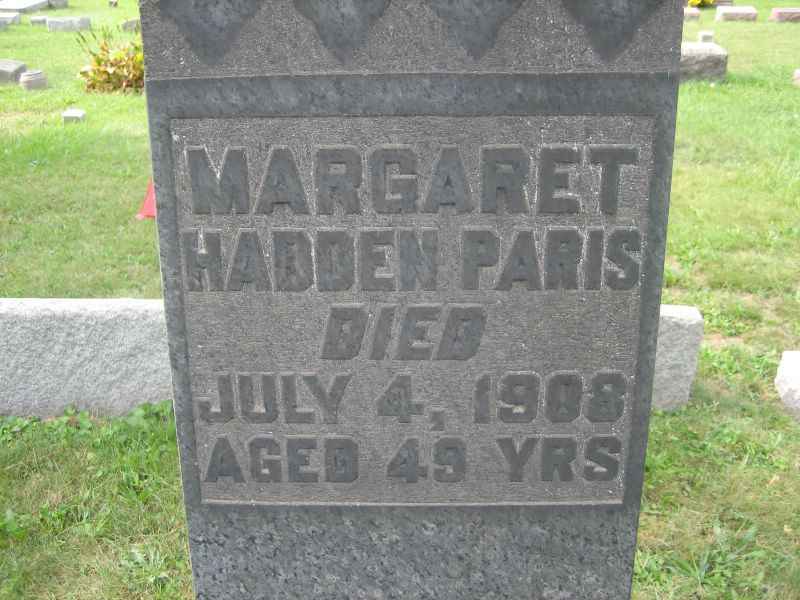 MARGARET
HADDEN PARIS
DIED
JULY 4, 1908
AGED 49 YRS